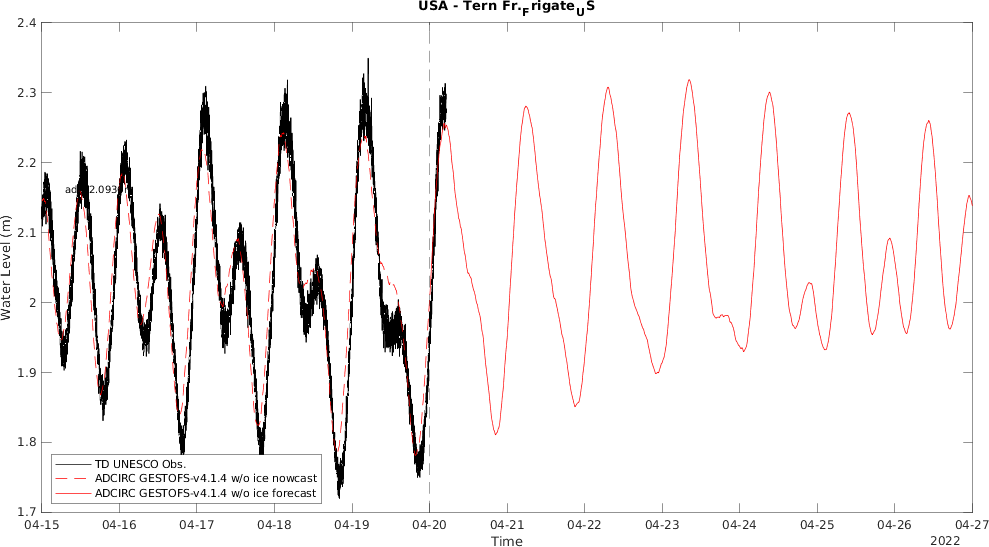 USA - Tern Fr.FrigateUS
2.4
2.3
2.2
2.1
2
1.9
1.8
1.7
Water Level (m)
TD UNESCO Obs.
ADCIRC GESTOFS-v4.1.4 w/o ice nowcast
ADCIRC GESTOFS-v4.1.4 w/o ice forecast
04-15 04-16 04-17 04-18 04-19 04-20 04-21 04-22 04-23 04-24 04-25 04-26 04-27
Time
2022